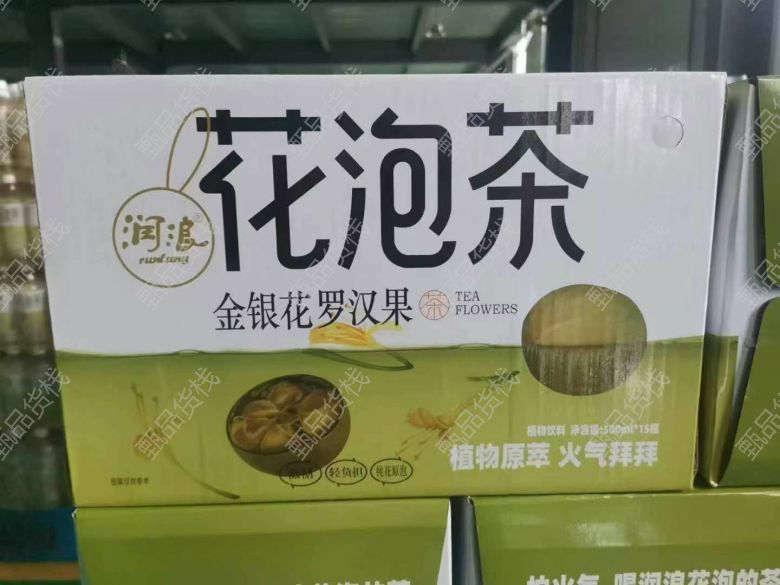 花泡茶
润浪®
runlang
金银花罗汉果 茶 TEA
FLOWERS
植物饮料 净含量:500ml*15瓶
植物原萃 火气拜拜
轻负担 纯花原泡
图案仅供参考
甄品货栈